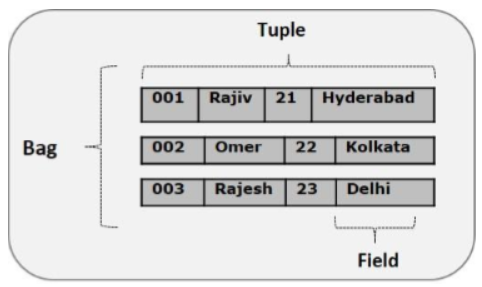 Tuple
001 Rajiv 21 Hyderabad
Bag
002 Omer 22 Kolkata
003 Rajesh 23 Delhi
Field